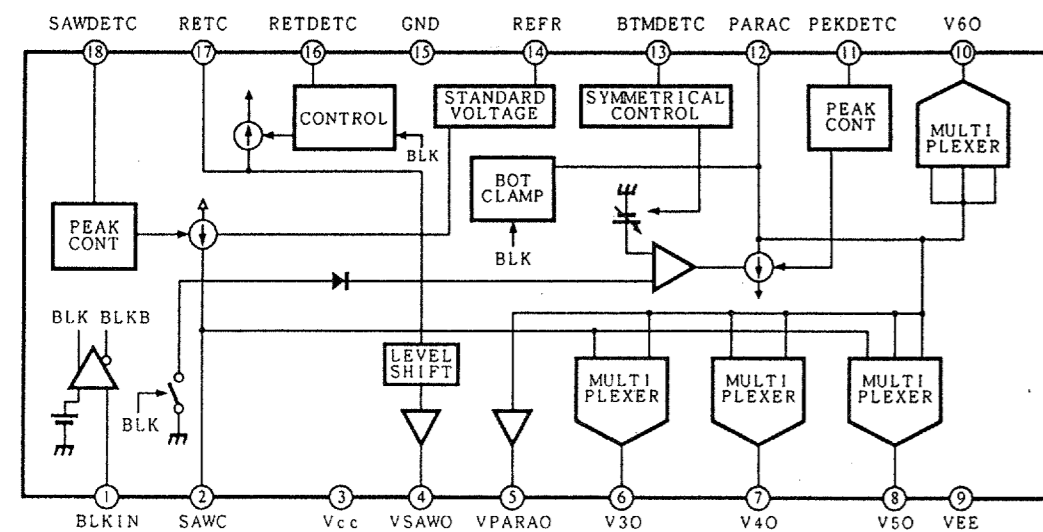 SAWDETC RETC RETDETC GND REFR BTMDETC PARAC PEKDETC V6O
18 17 16 15 14 13 12 11 10
CONTROL
BLK
STANDARD
VOLTAGE
SYMMETRICAL
CONTROL
PEAK
CONT
MULTI
PLEXER
BOT
CLAMP
BLK
PEAK
CONT
BLK BLKB
BLK
LEVEL
SHIFT
MULTI
PLEXER
MULTI
PLEXER
MULTI
PLEXER
1 2 3 4 5 6 7 8 9
BLKIN SAWC Vcc VSAWO VPARAO V3O V4O V5O VEE